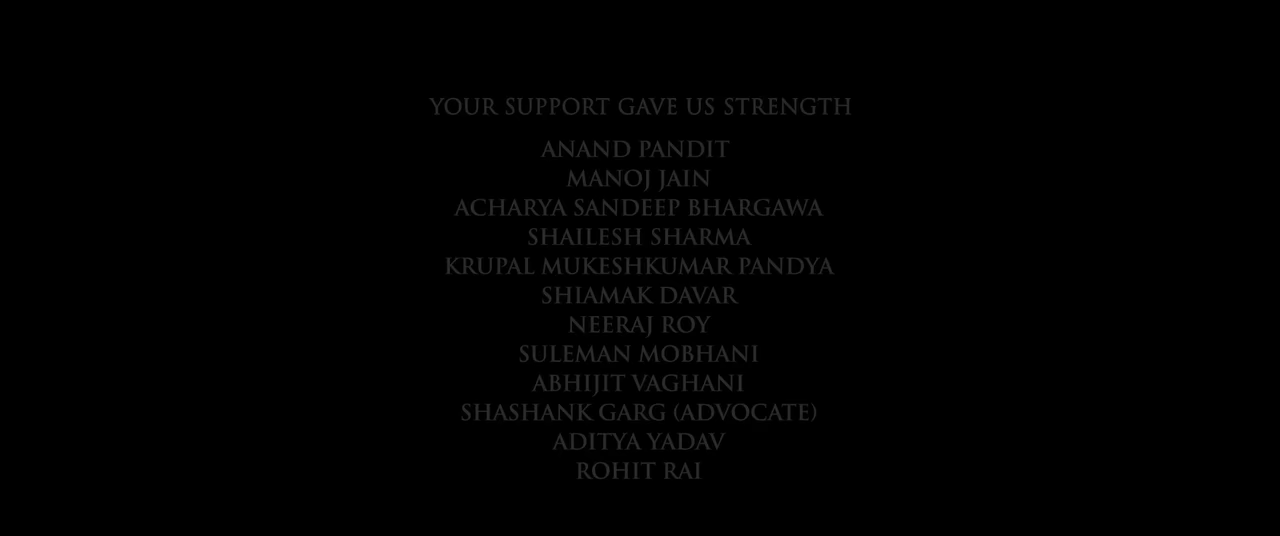 YOUR SUPPORT GAVE US STRENGTH
ANAND PANDIT
MANOJ JAIN
ACHARYA SANDEEP BHARGAWA
SHAILESH SHARMA
KRUPAL MUKESHKUMAR PANDYA
SHIAMAK DAVAR
NEERAJ ROY
SULEMAN MOBHANI
ABHIJIT VAGHANI
SHASHANK GARG (ADVOCATE)
ADITYA YADAV
ROHIT RAI